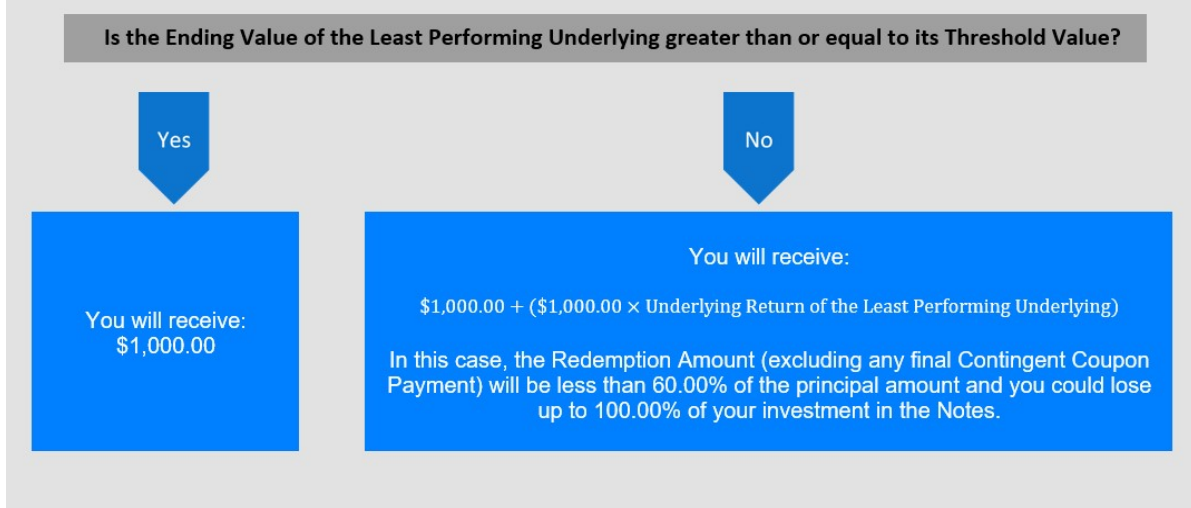 Is the Ending Value of the Least Performing Underlying greater than or equal to its Threshold Value?
Yes
No
You will receive:
$1,000.00
You will receive:
$1,000.00 + ($1,000.00 × Underlying Return of the Least Performing Underlying)
In this case, the Redemption Amount (excluding any final Contingent Coupon
Payment) will be less than 60.00% of the principal amount and you could lose
up to 100.00% of your investment in the Notes.